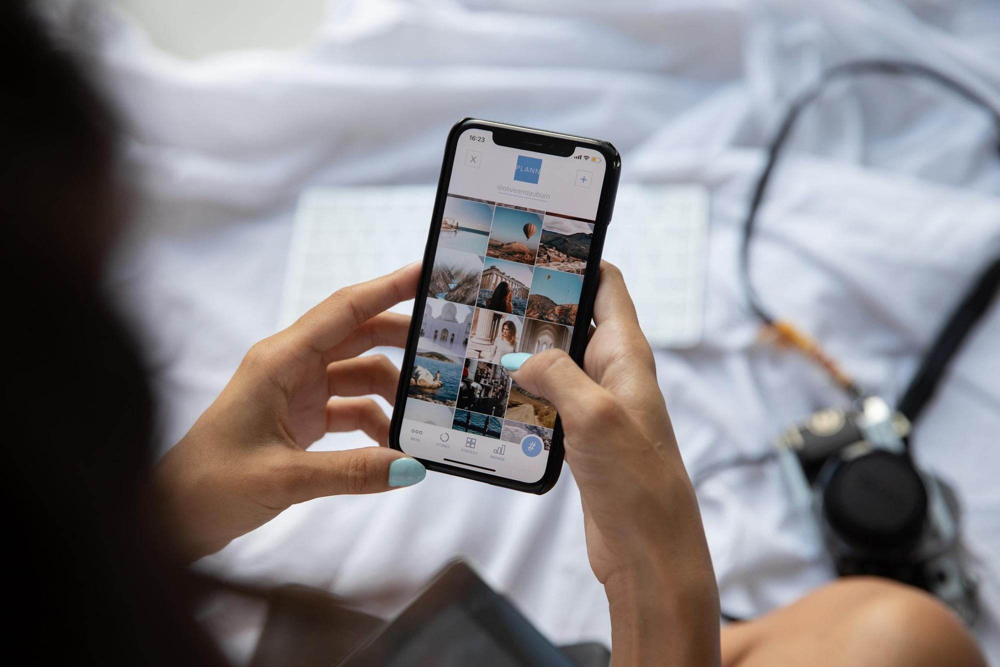 16:23
X
PLANN
+
@oliveandauburn
MENU
STORIES
STRATEGY
MANAGE
#